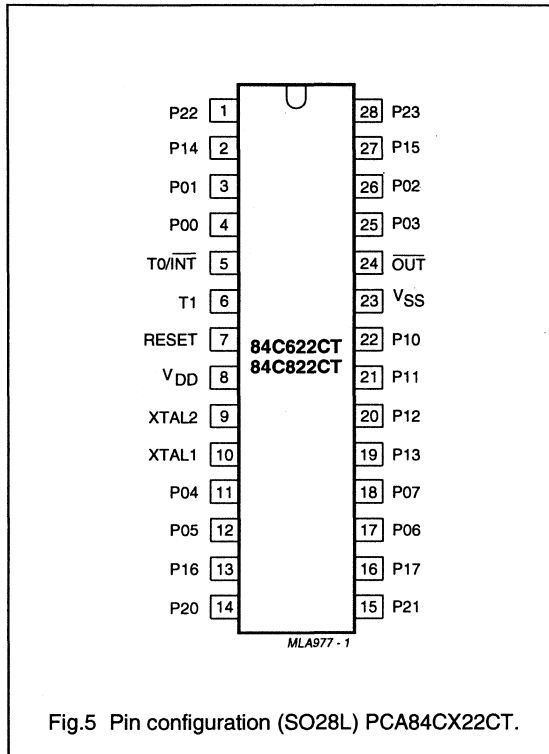 P22 1 28 P23
P14 2 27 P15
P01 3 26 P02
P00 4 25 P03
T0/INT 5 24 OUT
T1 6 23 VSS
RESET 7 22 P10
84C622CT
84C822CT
VDD 8 21 P11
XTAL2 9 20 P12
XTAL1 10 19 P13
P04 11 18 P07
P05 12 17 P06
P16 13 16 P17
P20 14 15 P21
MLA977 - 1
Fig.5 Pin configuration (SO28L) PCA84CX22CT.